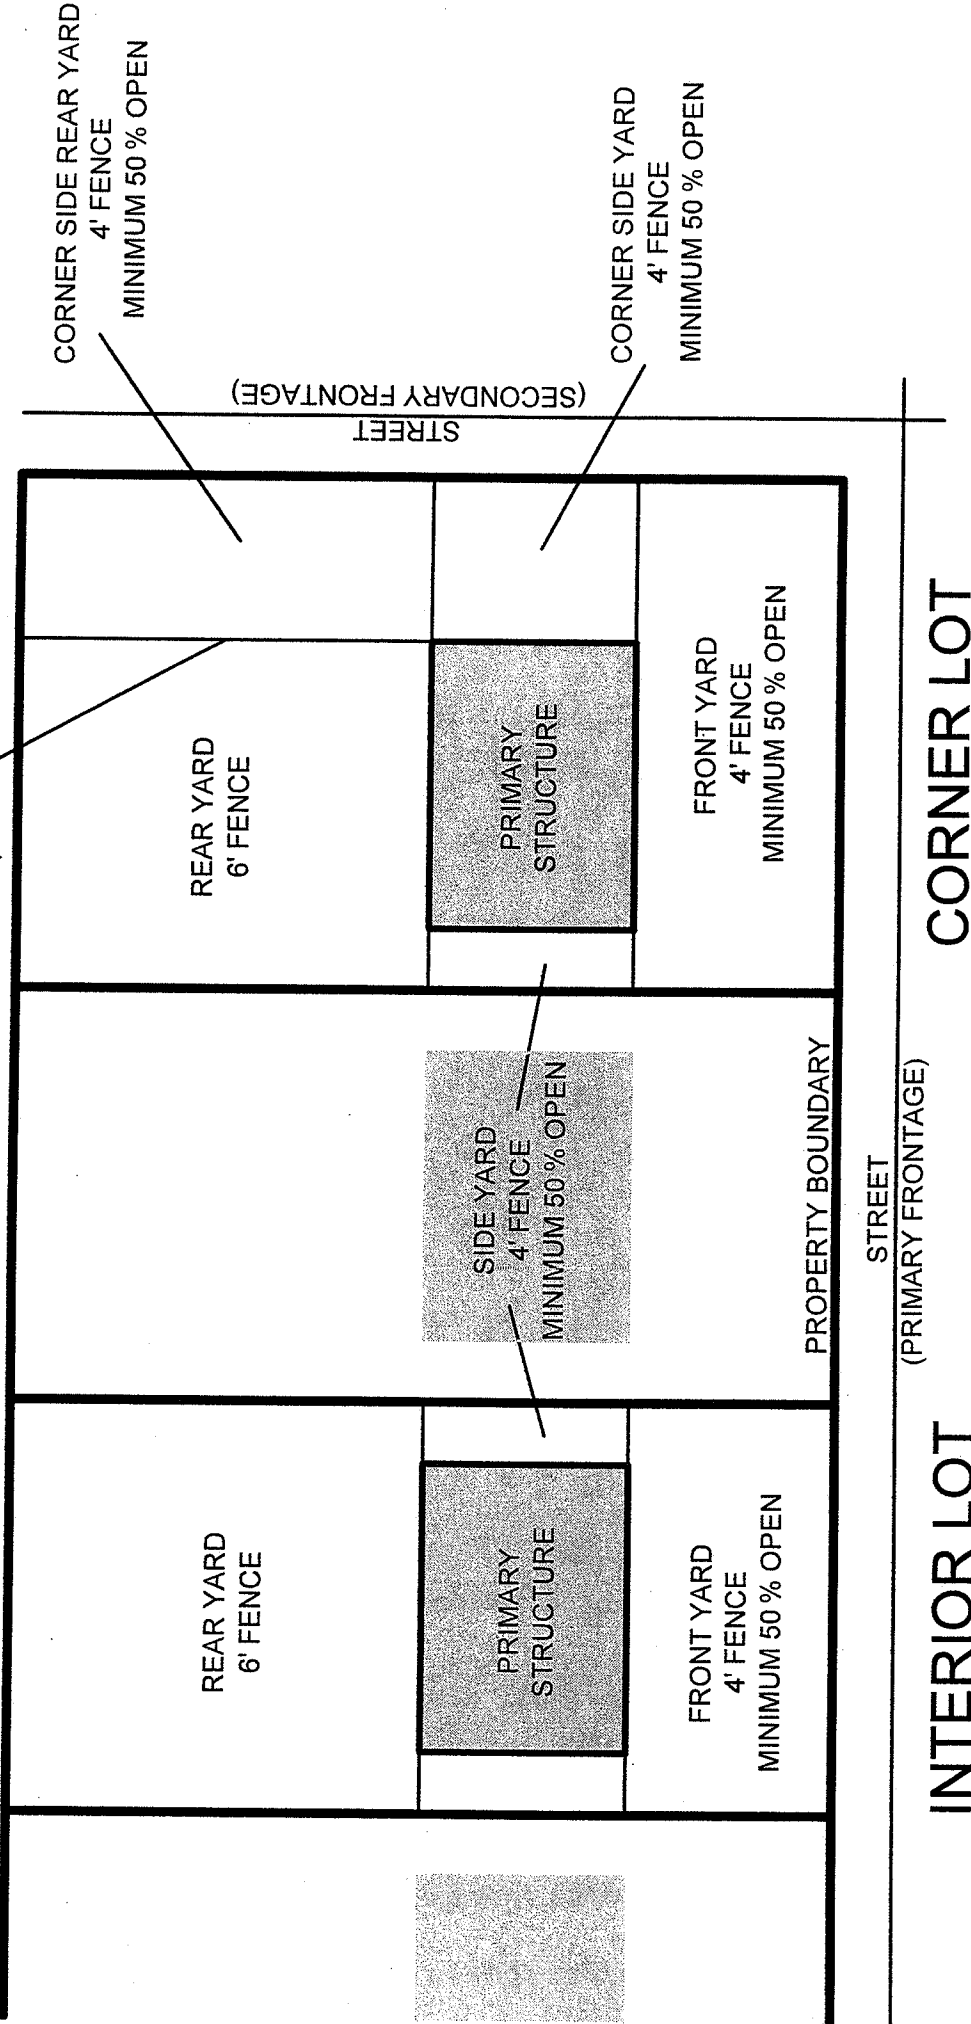 CORNER SIDE REAR YARD
4' FENCE
MINIMUM 50 % OPEN
CORNER SIDE YARD
4' FENCE
MINIMUM 50 % OPEN
STREET
(SECONDARY FRONTAGE)
REAR YARD
6' FENCE
PRIMARY
STRUCTURE
FRONT YARD
4' FENCE
MINIMUM 50 % OPEN
SIDE YARD
4' FENCE
MINIMUM 50 % OPEN
PROPERTY BOUNDARY
REAR YARD
6' FENCE
PRIMARY
STRUCTURE
FRONT YARD
4' FENCE
MINIMUM 50 % OPEN
STREET
(PRIMARY FRONTAGE)
INTERIOR LOT
CORNER LOT